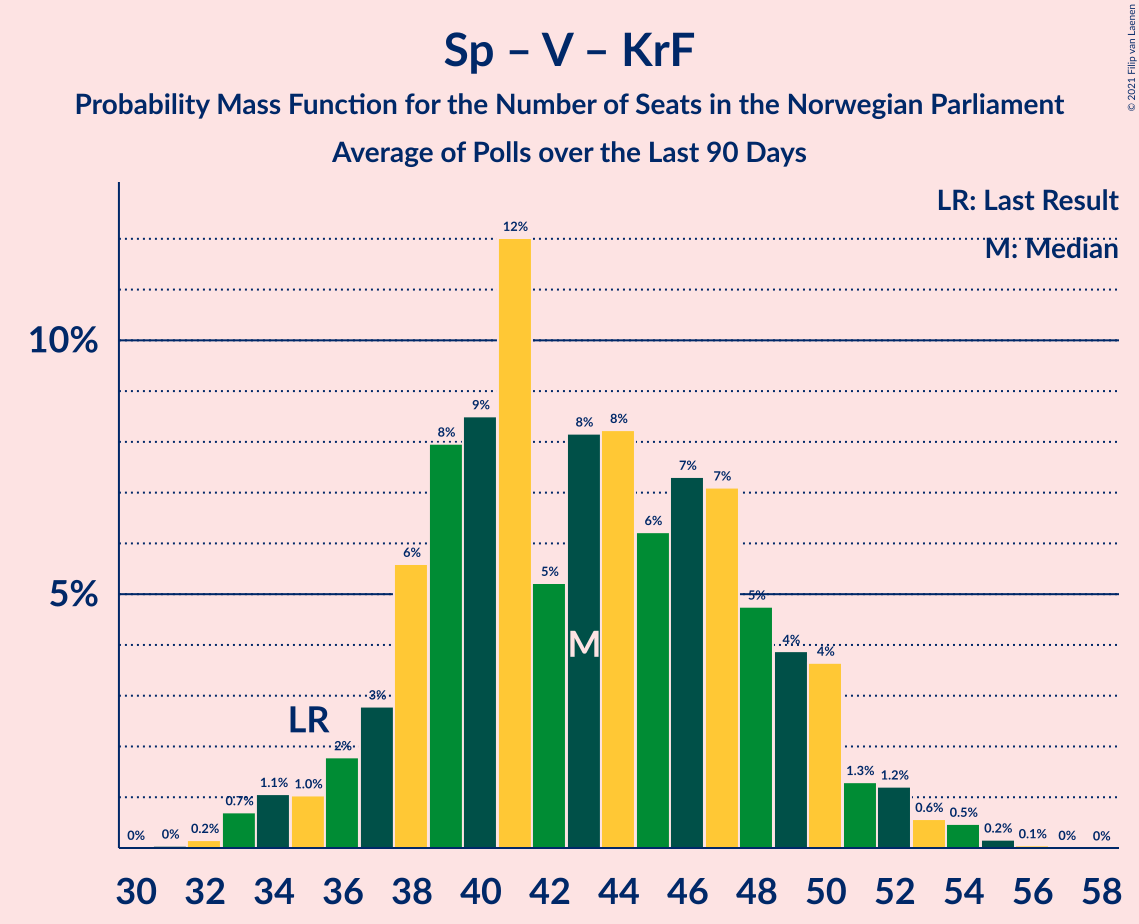 Sp – V – KrF
Probability Mass Function for the Number of Seats in the Norwegian Parliament
Average of Polls over the Last 90 Days
© 2021 Filip van Laenen
LR: Last Result
M: Median
10%
5%
0% 0% 0.2% 0.7% 1.1% 1.0% 2% 3% 6% 8% 9% 12% 5% 8% 8% 6% 7% 7% 5% 4% 4% 1.3% 1.2% 0.6% 0.5% 0.2% 0.1% 0% 0%
LR
M
30 32 34 36 38 40 42 44 46 48 50 52 54 56 58